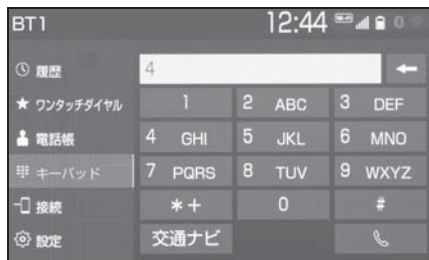 BT1 12:44
履歴 4
★ ワンタッチダイヤル 1 2 ABC 3 DEF
電話帳 4 GHI 5 JKL 6 MNO
キーパッド 7 PQRS 8 TUV 9 WXYZ
接続 *+ 0 #
設定 交通ナビ